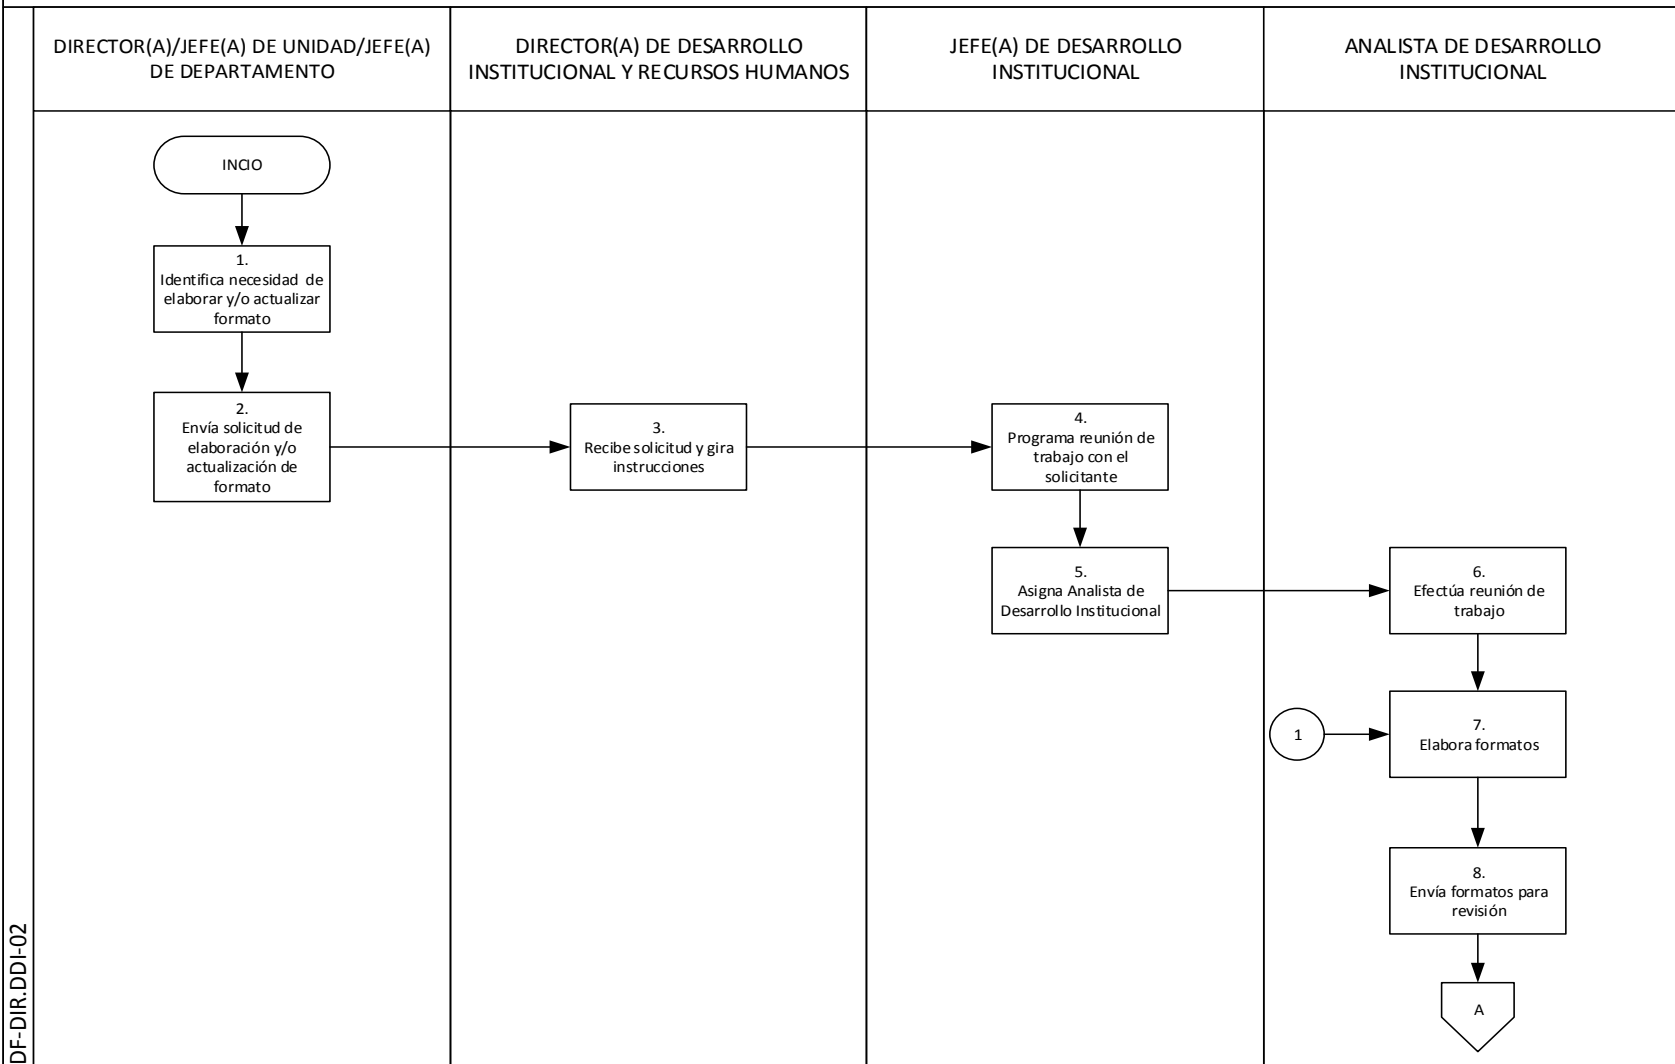 DIRECTOR(A)/JEFE(A) DE UNIDAD/JEFE(A)
DE DEPARTAMENTO
DIRECTOR(A) DE DESARROLLO
INSTITUCIONAL Y RECURSOS HUMANOS
JEFE(A) DE DESARROLLO
INSTITUCIONAL
ANALISTA DE DESARROLLO
INSTITUCIONAL
INCIO
1.
Identifica necesidad de
elaborar y/o actualizar
formato
2.
Envía solicitud de
elaboración y/o
actualización de
formato
3.
Recibe solicitud y gira
instrucciones
4.
Programa reunión de
trabajo con el
solicitante
5.
Asigna Analista de
Desarrollo Institucional
6.
Efectúa reunión de
trabajo
1
7.
Elabora formatos
8.
Envía formatos para
revisión
A
DF-DIR.DDI-02